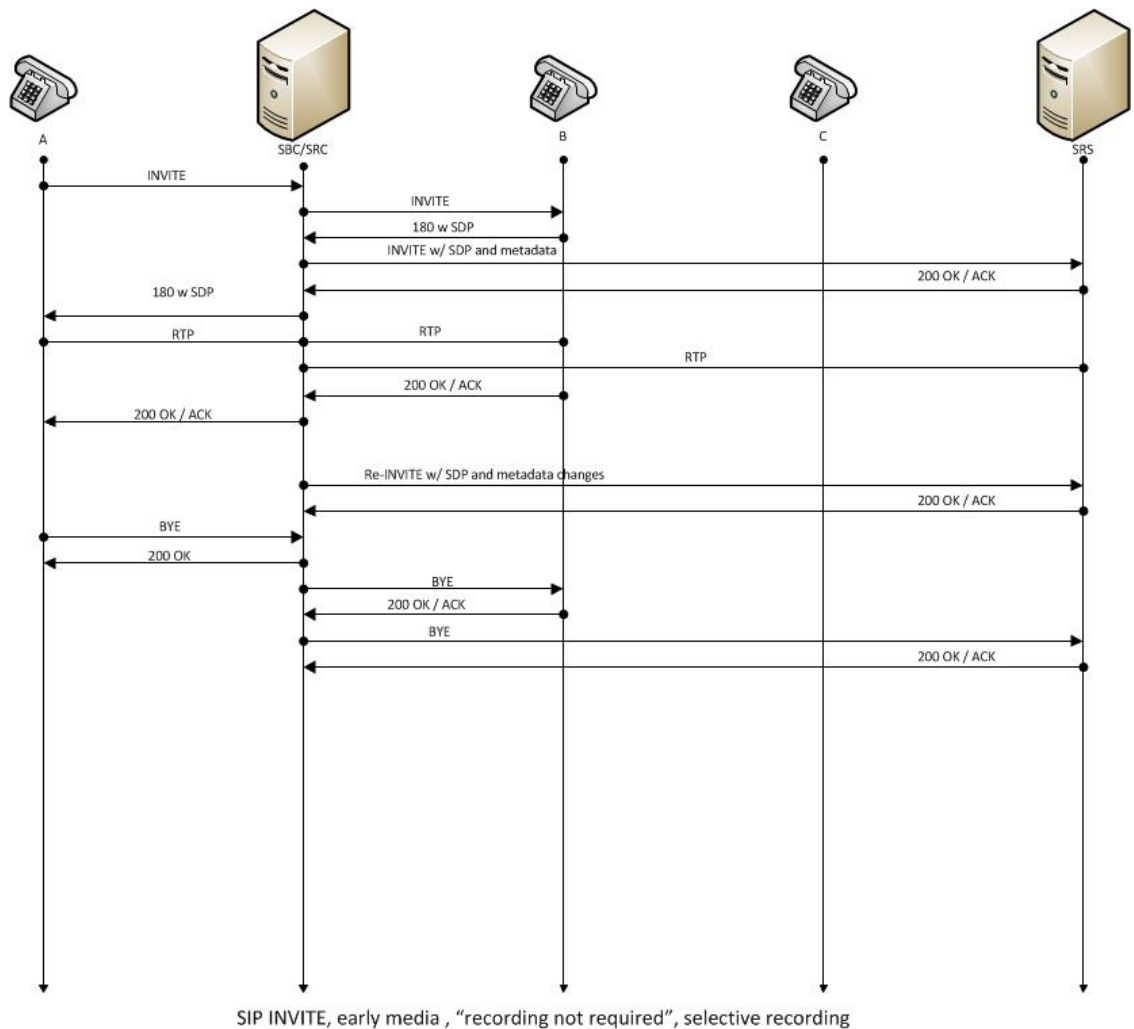 A
SBC/SRC
B
C
SRS
INVITE
INVITE
180 w SDP
INVITE w/ SDP and metadata
200 OK / ACK
180 w SDP
RTP
RTP
RTP
200 OK / ACK
200 OK / ACK
Re-INVITE w/ SDP and metadata changes
200 OK / ACK
BYE
200 OK
BYE
200 OK / ACK
BYE
200 OK / ACK
SIP INVITE, early media , “recording not required”, selective recording